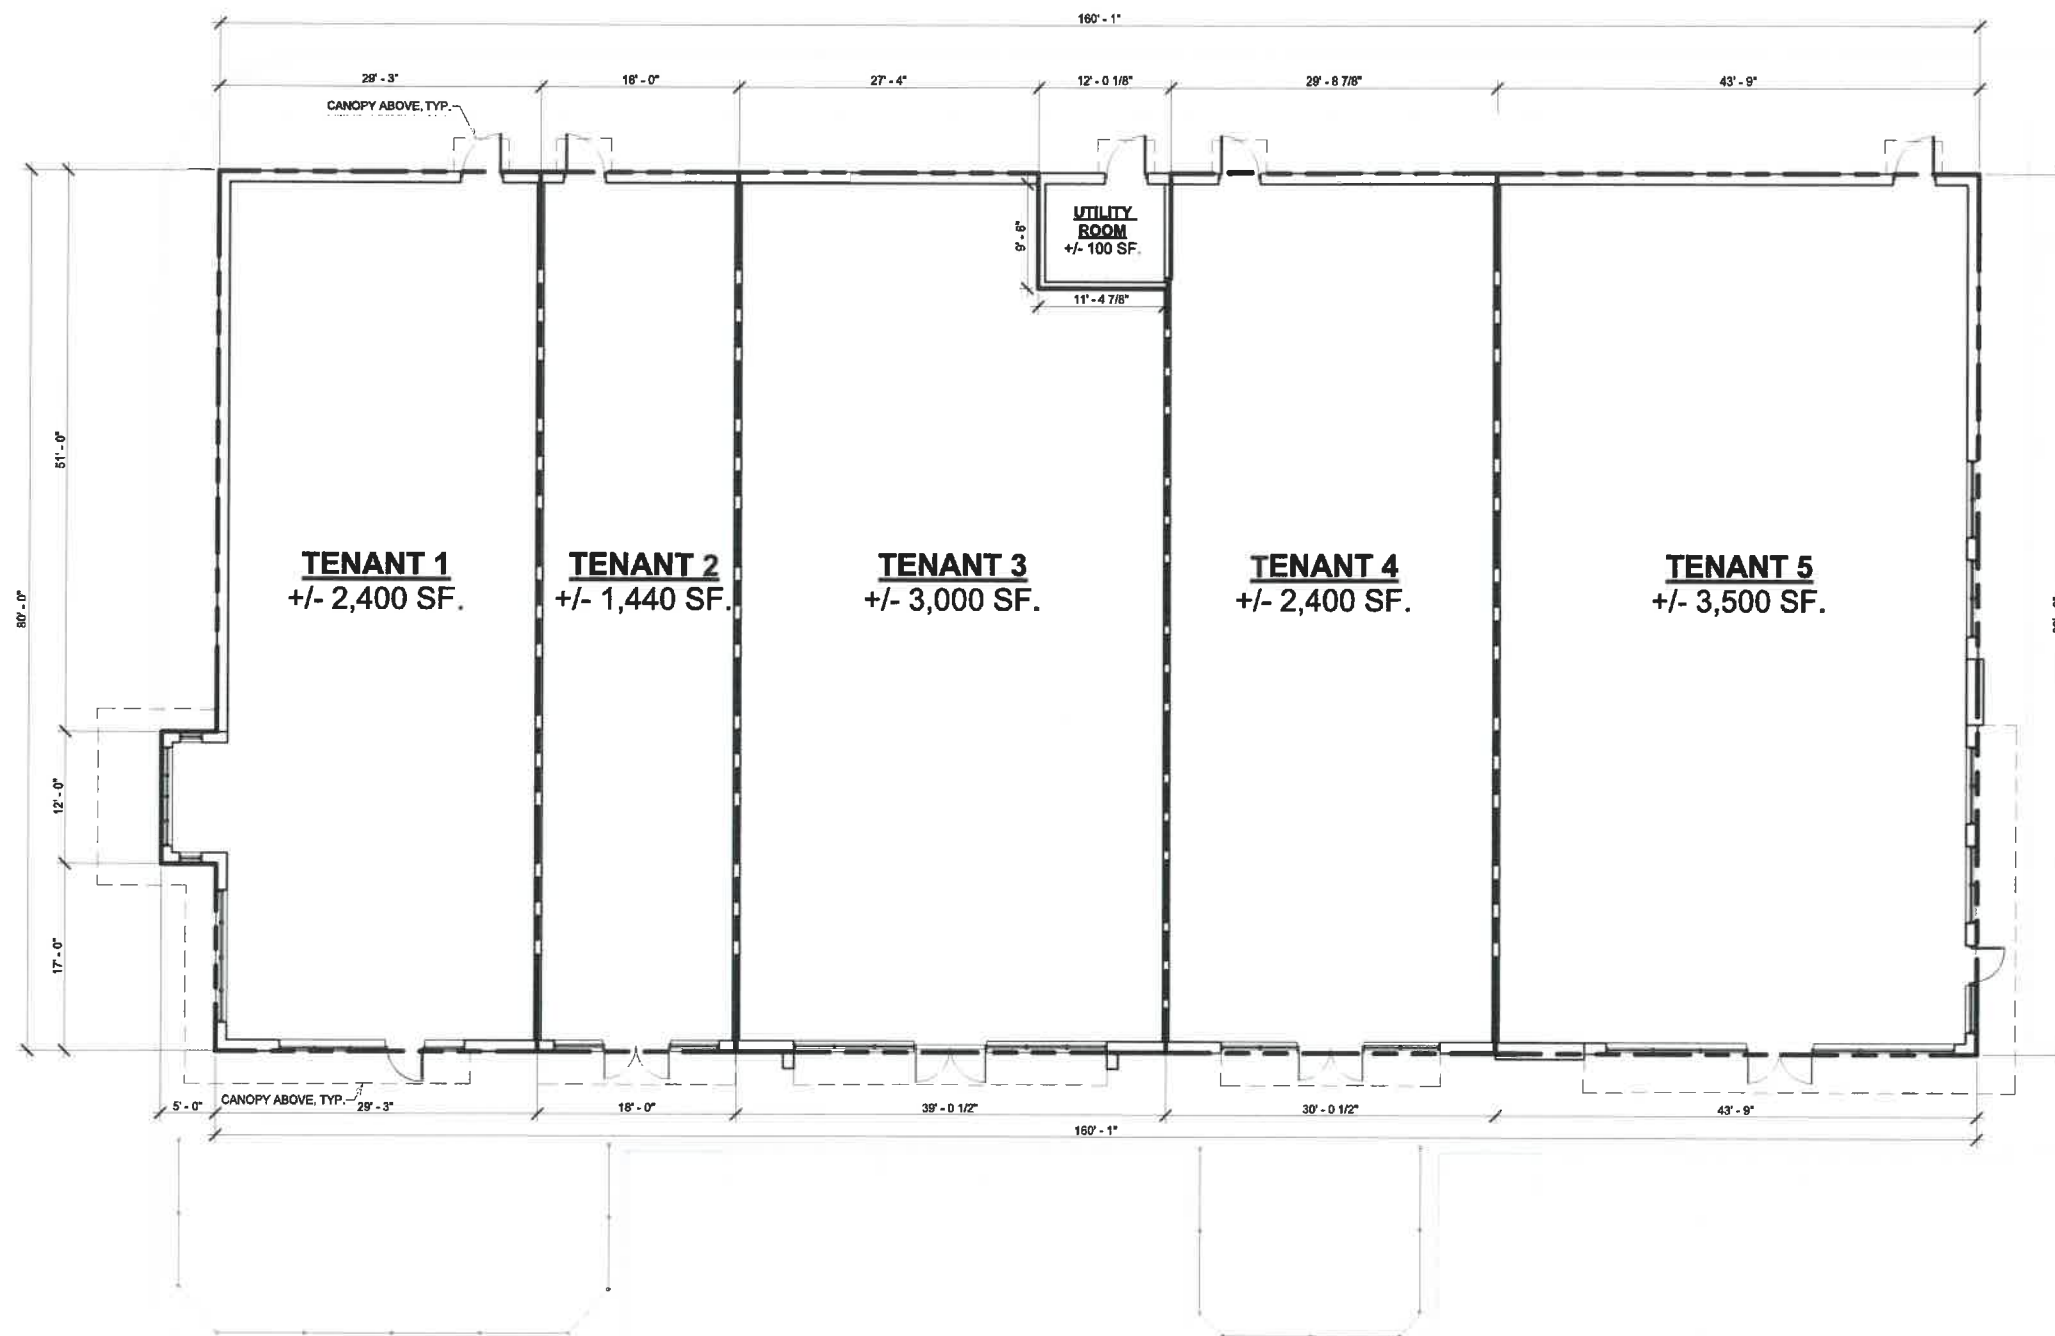 160' - 1"
29' - 3"
18' - 0"
27' - 4"
12' - 0 1/8"
29' - 8 7/8"
43' - 9"
CANOPY ABOVE, TYP.
UTILITY
ROOM
+/- 100 SF.
9' - 6"
11' - 4 7/8"
51' - 0"
80' - 0"
TENANT 1
+/- 2,400 SF.
TENANT 2
+/- 1,440 SF.
TENANT 3
+/- 3,000 SF.
TENANT 4
+/- 2,400 SF.
TENANT 5
+/- 3,500 SF.
12' - 0"
17' - 0"
CANOPY ABOVE, TYP.
5' - 0"
29' - 3"
18' - 0"
39' - 0 1/2"
30' - 0 1/2"
43' - 9"
160' - 1"